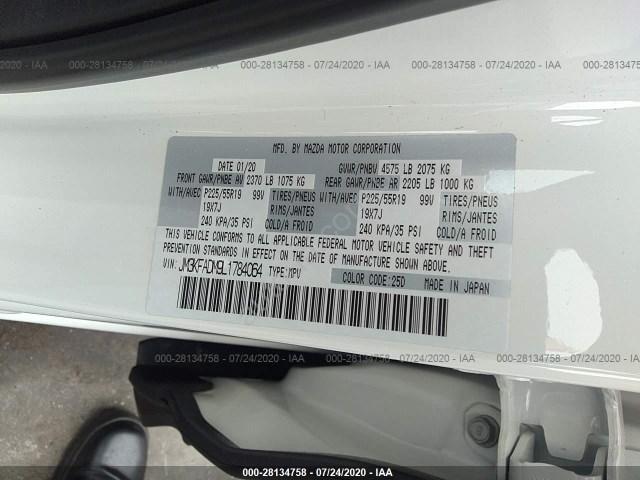 000-28134758 - 07/24/2020 - IAA
MFD. BY MAZDA MOTOR CORPORATION
DATE 01/20
GVWR/PNBV 4575 LB 2075 KG
FRONT GAWR/PNBE AV 2370 LB 1075 KG
REAR GAWR/PNBE AR 2205 LB 1000 KG
WITH/AVEC P225/55R19 99V TIRES/PNEUS
19X7J RIMS/JANTES
240 KPA/35 PSI COLD/A FROID
WITH/AVEC P225/55R19 99V TIRES/PNEUS
19X7J RIMS/JANTES
240 KPA/35 PSI COLD/A FROID
THIS VEHICLE CONFORMS TO ALL APPLICABLE FEDERAL MOTOR VEHICLE SAFETY AND THEFT
PREVENTION STANDARDS IN EFFECT ON THE DATE OF MANUFACTURE SHOWN ABOVE.
VIN: JM3KFADM9L1784064 TYPE:MPV
COLOR CODE:25D MADE IN JAPAN
000-28134758 - 07/24/2020 - IAA
000-28134758 - 07/24/2020 - IAA